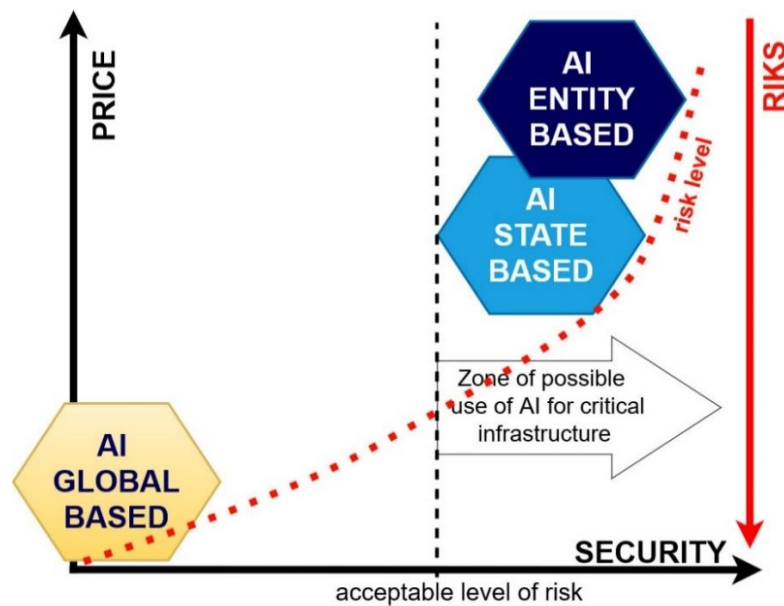 PRICE
AI
ENTITY
BASED
RIKS
AI
STATE
BASED
risk level
Zone of possible
use of AI for critical
infrastructure
AI
GLOBAL
BASED
SECURITY
acceptable level of risk